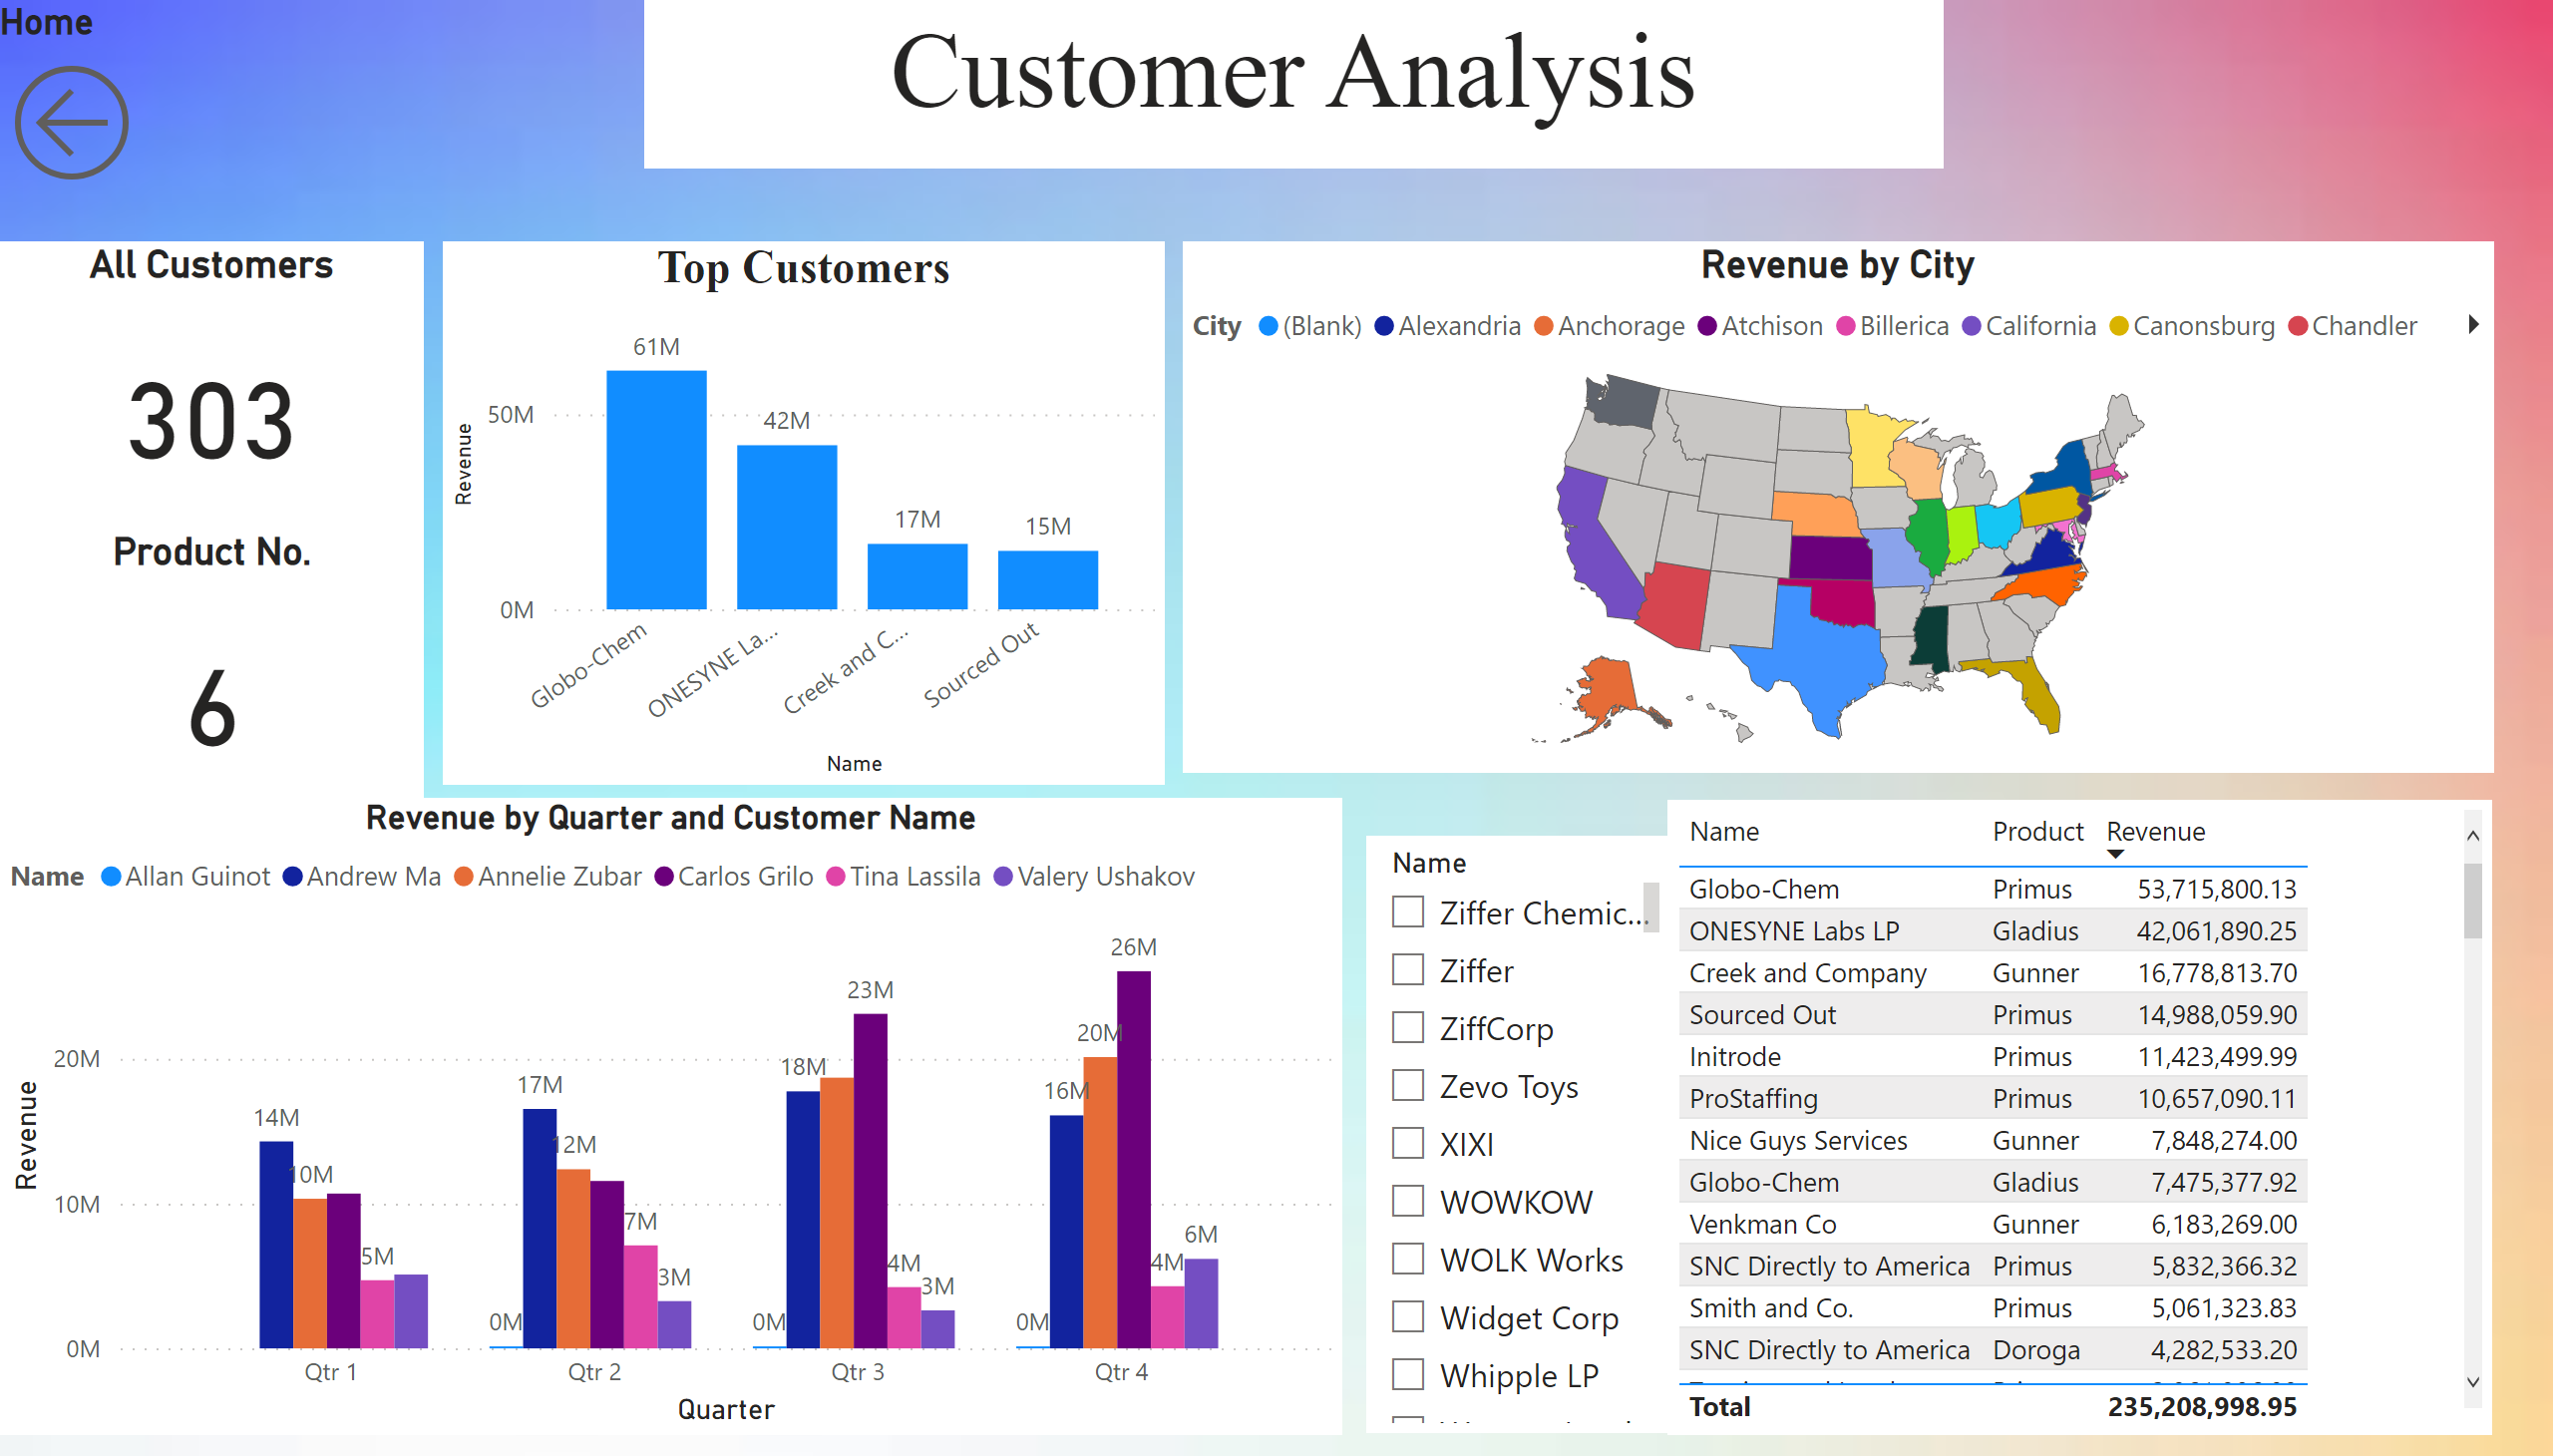 Home
Customer Analysis
All Customers
303
Product No.
6
Top Customers
Revenue
50M
0M
61M
42M
17M
15M
Globo-Chem
ONESYNE La...
Creek and C...
Sourced Out
Name
Revenue by City
City (Blank) Alexandria Anchorage Atchison Billerica California Canonsburg Chandler
Revenue by Quarter and Customer Name
Name Allan Guinot Andrew Ma Annelie Zubar Carlos Grilo Tina Lassila Valery Ushakov
Revenue
20M
10M
0M
14M
10M
5M
0M
17M
12M
7M
3M
0M
18M
23M
4M
3M
0M
16M
20M
26M
4M
6M
Qtr 1
Qtr 2
Qtr 3
Qtr 4
Quarter
Name
Ziffer Chemic...
Ziffer
ZiffCorp
Zevo Toys
XIXI
WOWKOW
WOLK Works
Widget Corp
Whipple LP
Name Product Revenue
Globo-Chem Primus 53,715,800.13
ONESYNE Labs LP Gladius 42,061,890.25
Creek and Company Gunner 16,778,813.70
Sourced Out Primus 14,988,059.90
Initrode Primus 11,423,499.99
ProStaffing Primus 10,657,090.11
Nice Guys Services Gunner 7,848,274.00
Globo-Chem Gladius 7,475,377.92
Venkman Co Gunner 6,183,269.00
SNC Directly to America Primus 5,832,366.32
Smith and Co. Primus 5,061,323.83
SNC Directly to America Doroga 4,282,533.20
Total 235,208,998.95